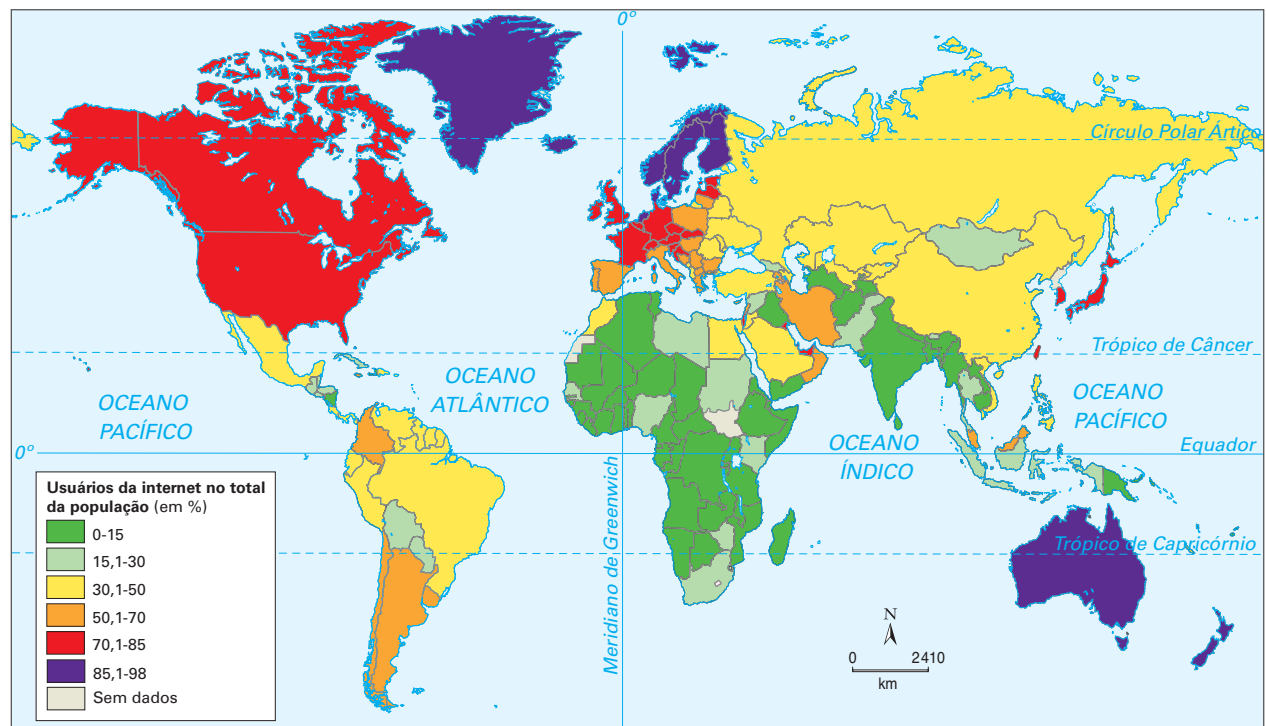 0°
Círculo Polar Ártico
Trópico de Câncer
OCEANO
PACÍFICO
OCEANO
ATLÂNTICO
OCEANO
ÍNDICO
OCEANO
PACÍFICO
Equador
0°
Meridiano de Greenwich
Trópico de Capricórnio
Usuários da internet no total
da população (em %)
0-15
15,1-30
30,1-50
50,1-70
70,1-85
85,1-98
Sem dados
N
0 2410
km